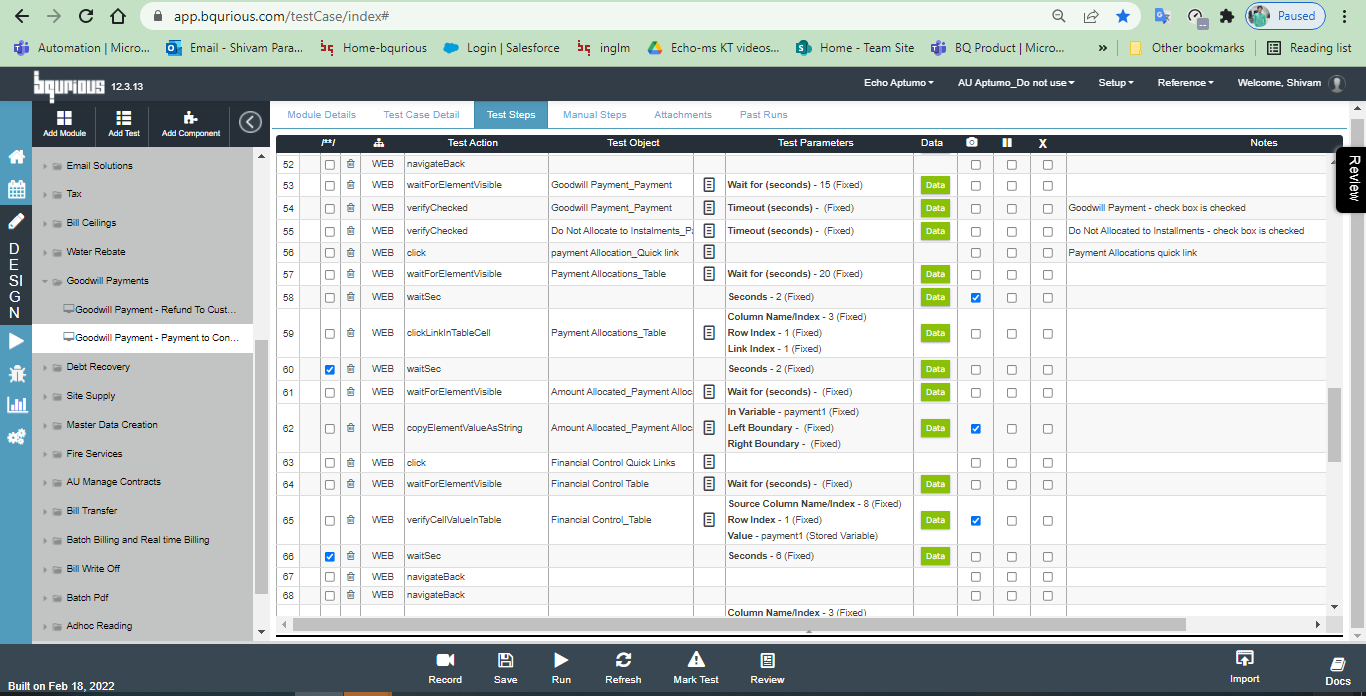 app.bqurious.com/testCase/index#
Paused
Automation | Micro...
Email - Shivam Para...
Home-bqurious
Login | Salesforce
inglm
Echo-ms KT videos...
Home - Team Site
BQ Product | Micro...
»
Other bookmarks
Reading list
bqurious 12.3.13
Echo Aptumo
AU Aptumo_Do not use
Setup
Reference
Welcome, Shivam
Add Module
Add Test
Add Component
Module Details
Test Case Detail
Test Steps
Manual Steps
Attachments
Past Runs
DESIGN
Email Solutions
Tax
Bill Ceilings
Water Rebate
Goodwill Payments
Goodwill Payment - Refund To Cust...
Goodwill Payment - Payment to Con...
Debt Recovery
Site Supply
Master Data Creation
Fire Services
AU Manage Contracts
Bill Transfer
Batch Billing and Real time Billing
Bill Write Off
Batch Pdf
Adhoc Reading
/**/ Test Action Test Object Test Parameters Data X Notes
52 WEB navigateBack
53 WEB waitForElementVisible Goodwill Payment_Payment Wait for (seconds) - 15 (Fixed) Data
54 WEB verifyChecked Goodwill Payment_Payment Timeout (seconds) - (Fixed) Data Goodwill Payment - check box is checked
55 WEB verifyChecked Do Not Allocate to Instalments_Pa Timeout (seconds) - (Fixed) Data Do Not Allocated to Installments - check box is checked
56 WEB click payment Allocation_Quick link Payment Allocations quick link
57 WEB waitForElementVisible Payment Allocations_Table Wait for (seconds) - 20 (Fixed) Data
58 WEB waitSec Seconds - 2 (Fixed) Data
Column Name/Index - 3 (Fixed)
59 WEB clickLinkInTableCell Payment Allocations_Table Row Index - 1 (Fixed) Data
Link Index - 1 (Fixed)
60 WEB waitSec Seconds - 2 (Fixed) Data
61 WEB waitForElementVisible Amount Allocated_Payment Alloc Wait for (seconds) - (Fixed) Data
In Variable - payment1 (Fixed)
62 WEB copyElementValueAsString Amount Allocated_Payment Alloc Left Boundary - (Fixed) Data
Right Boundary - (Fixed)
63 WEB click Financial Control Quick Links
64 WEB waitForElementVisible Financial Control Table Wait for (seconds) - (Fixed) Data
Source Column Name/Index - 8 (Fixed)
65 WEB verifyCellValueInTable Financial Control_Table Row Index - 1 (Fixed) Data
Value - payment1 (Stored Variable)
66 WEB waitSec Seconds - 6 (Fixed) Data
67 WEB navigateBack
68 WEB navigateBack
Column Name/Index - 3 (Fixed)
Review
Record
Save
Run
Refresh
Mark Test
Review
Import
Docs
Built on Feb 18, 2022